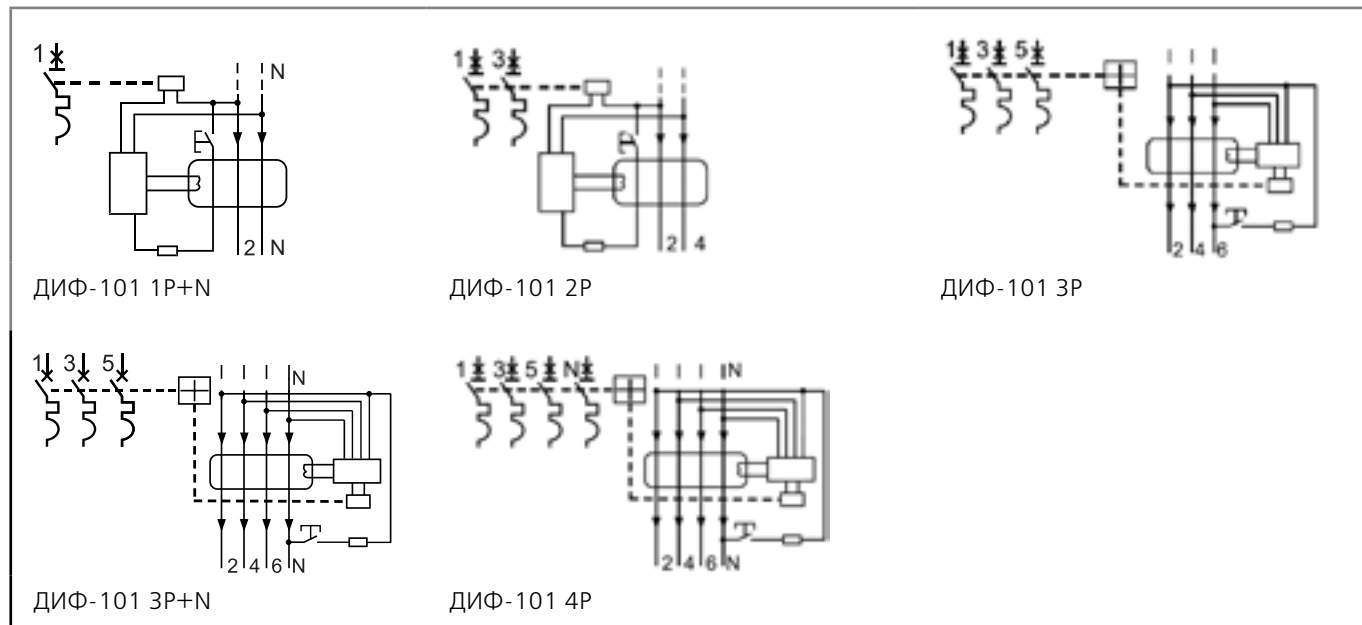 1
N
2 N
ДИФ-101 1P+N
1 3
2 4
ДИФ-101 2P
1 3 5
2 4 6
ДИФ-101 3P
1 3 5
N
2 4 6 N
ДИФ-101 3P+N
1 3 5 N
N
2 4 6 N
ДИФ-101 4P